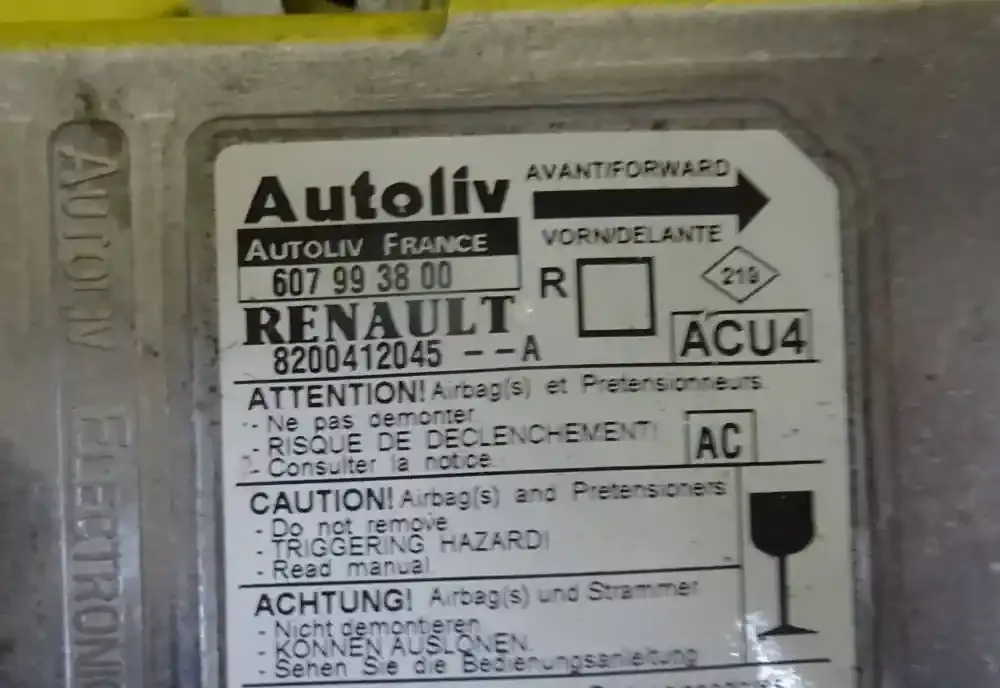 Autoliv
AVANT/FORWARD
AUTOLIV FRANCE
VORN/DELANTE
607 99 38 00
R
219
RENAULT
ACU4
8200412045 --A
ATTENTION! Airbag(s) et Pretensionneurs
- Ne pas demonter
- RISQUE DE DECLENCHEMENT!
- Consulter la notice.
AC
CAUTION! Airbag(s) and Pretensioners
- Do not remove
- TRIGGERING HAZARD!
- Read manual.
ACHTUNG! Airbag(s) und Strammer
- Nicht demontieren
- KONNEN AUSLONEN.
- Sehen Sie die Bedienungsanleitung
AUTOLIV ELECTRONI